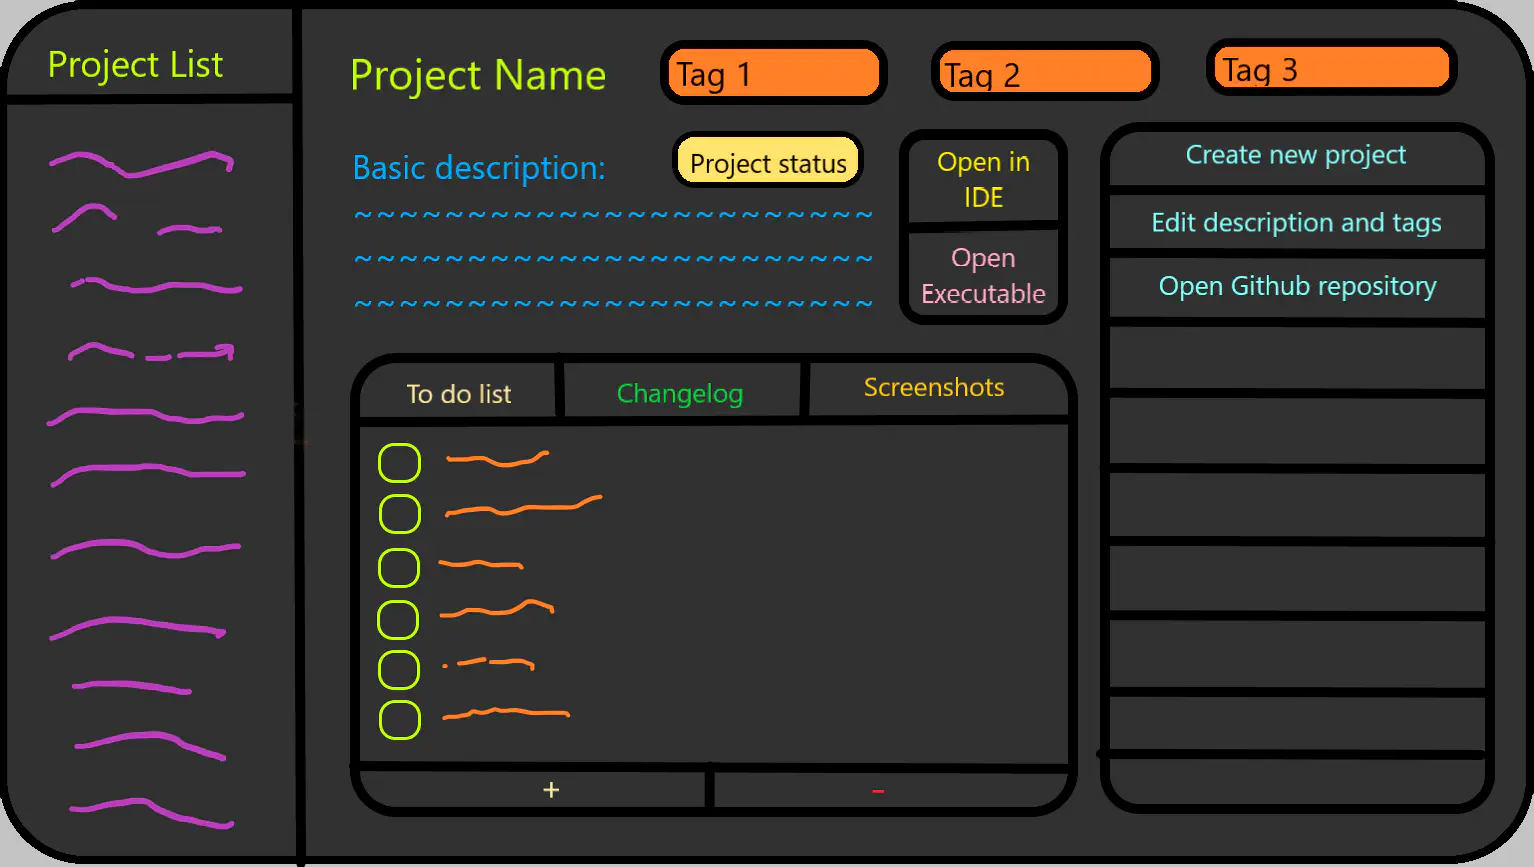 Project List
Project Name
Tag 1
Tag 2
Tag 3
Basic description:
Project status
~ ~ ~ ~ ~ ~ ~ ~ ~ ~ ~ ~ ~ ~ ~ ~ ~ ~ ~ ~ ~ ~ ~
~ ~ ~ ~ ~ ~ ~ ~ ~ ~ ~ ~ ~ ~ ~ ~ ~ ~ ~ ~ ~ ~ ~
~ ~ ~ ~ ~ ~ ~ ~ ~ ~ ~ ~ ~ ~ ~ ~ ~ ~ ~ ~ ~ ~ ~
Open in
IDE
Open
Executable
Create new project
Edit description and tags
Open Github repository
To do list
Changelog
Screenshots
+
-